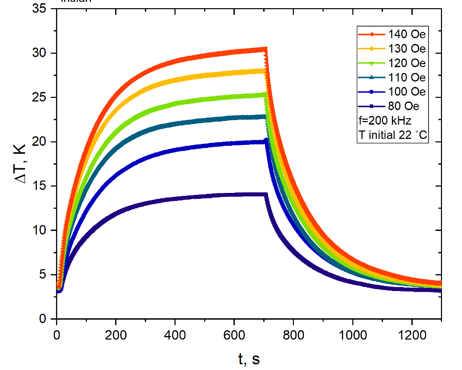 35
30
25
20
15
10
5
0
ΔT, K
140 Oe
130 Oe
120 Oe
110 Oe
100 Oe
80 Oe
f=200 kHz
T initial 22 °C
0 200 400 600 800 1000 1200
t, s